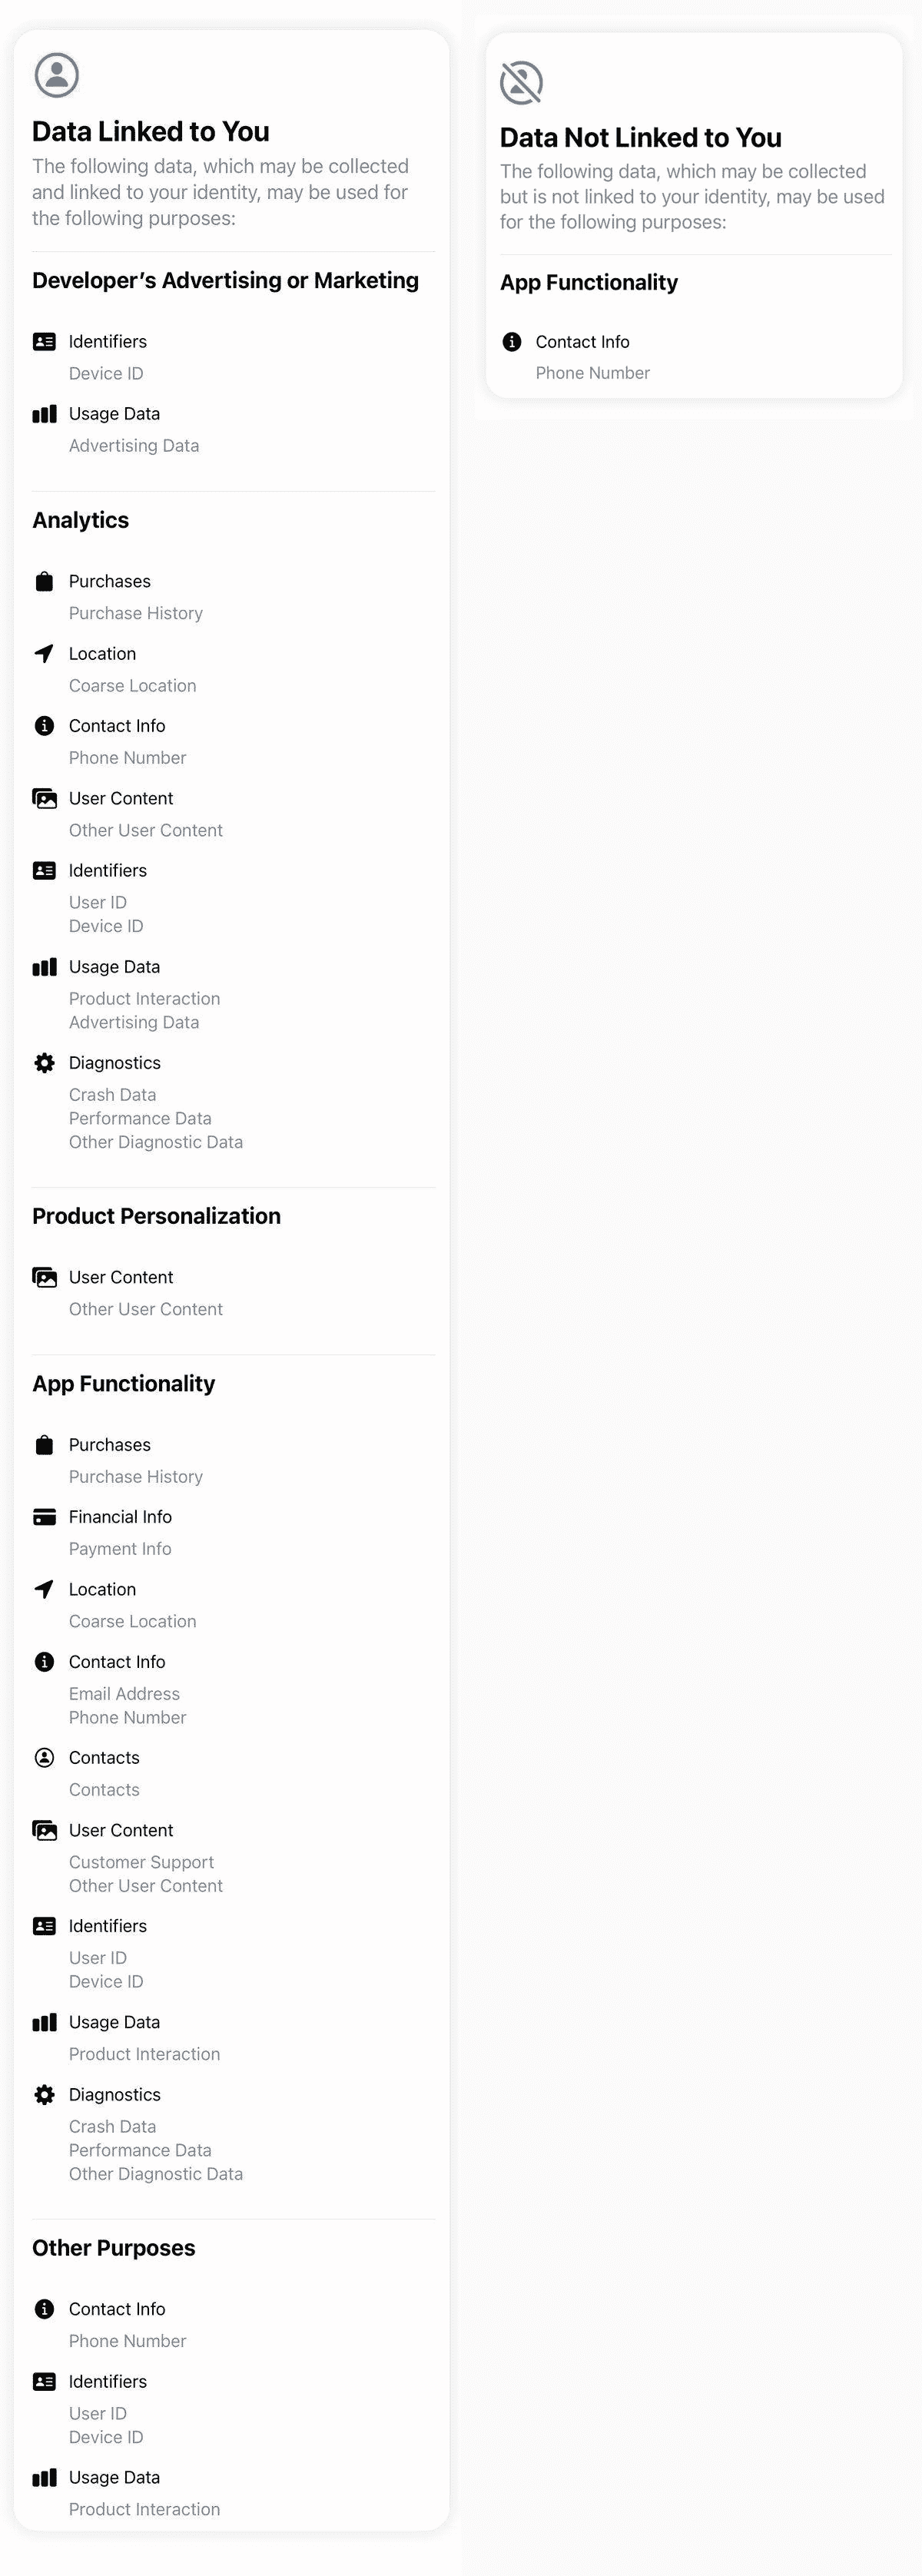 Data Linked to You
The following data, which may be collected
and linked to your identity, may be used for
the following purposes:
Developer’s Advertising or Marketing
Identifiers
Device ID
Usage Data
Advertising Data
Analytics
Purchases
Purchase History
Location
Coarse Location
Contact Info
Phone Number
User Content
Other User Content
Identifiers
User ID
Device ID
Usage Data
Product Interaction
Advertising Data
Diagnostics
Crash Data
Performance Data
Other Diagnostic Data
Product Personalization
User Content
Other User Content
App Functionality
Purchases
Purchase History
Financial Info
Payment Info
Location
Coarse Location
Contact Info
Email Address
Phone Number
Contacts
Contacts
User Content
Customer Support
Other User Content
Identifiers
User ID
Device ID
Usage Data
Product Interaction
Diagnostics
Crash Data
Performance Data
Other Diagnostic Data
Other Purposes
Contact Info
Phone Number
Identifiers
User ID
Device ID
Usage Data
Product Interaction
Data Not Linked to You
The following data, which may be collected
but is not linked to your identity, may be used
for the following purposes:
App Functionality
Contact Info
Phone Number